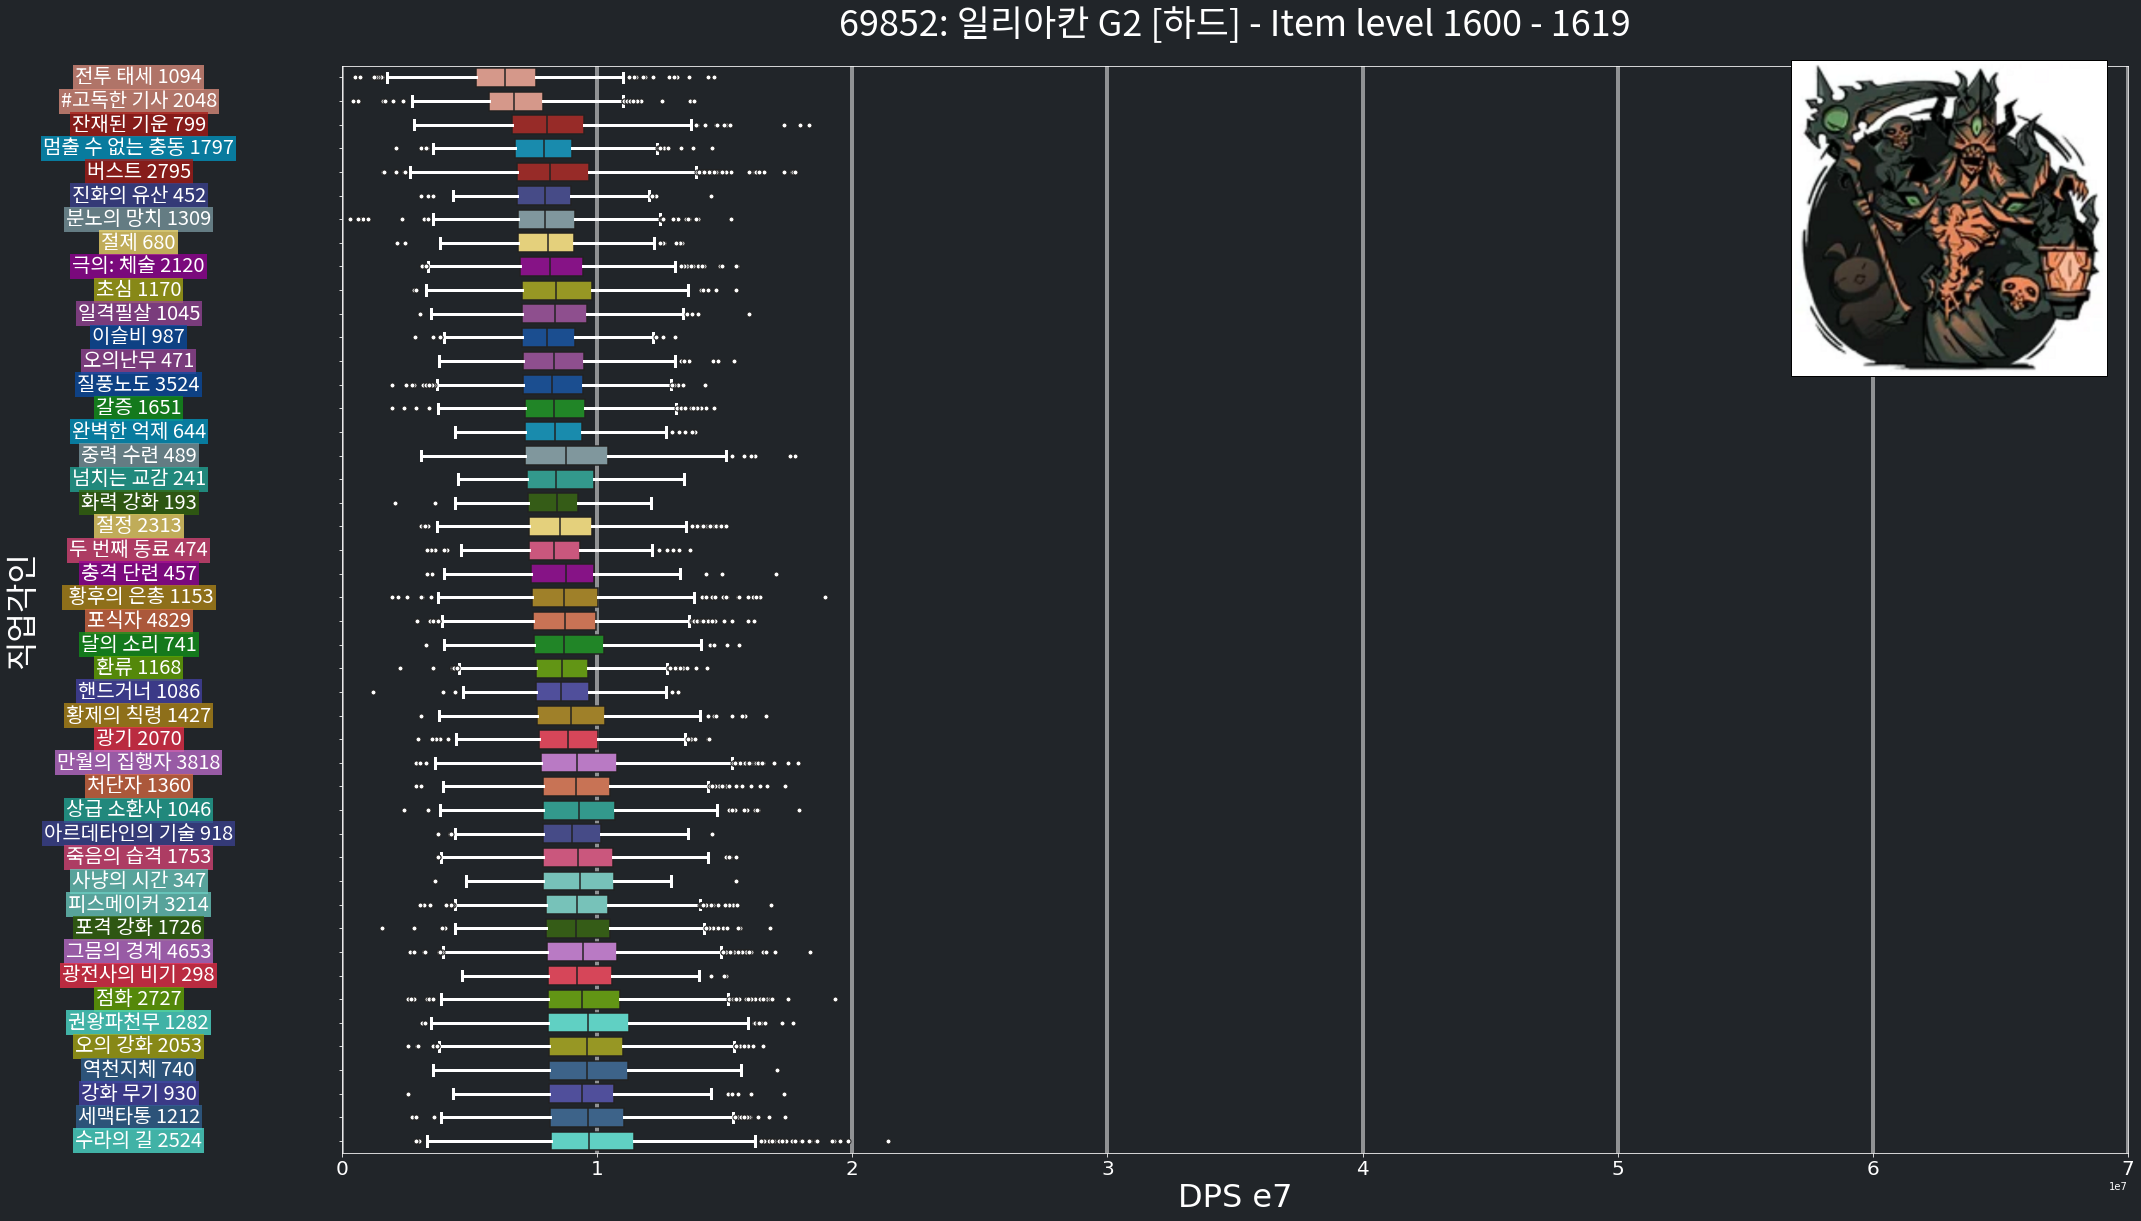 69852: 일리아칸 G2 [하드] - Item level 1600 - 1619
전투 태세 1094
#고독한 기사 2048
잔재된 기운 799
멈출 수 없는 충동 1797
버스트 2795
진화의 유산 452
분노의 망치 1309
절제 680
극의: 체술 2120
초심 1170
일격필살 1045
이슬비 987
오의난무 471
질풍노도 3524
갈증 1651
완벽한 억제 644
중력 수련 489
넘치는 교감 241
화력 강화 193
절정 2313
두 번째 동료 474
충격 단련 457
황후의 은총 1153
포식자 4829
달의 소리 741
환류 1168
핸드거너 1086
황제의 칙령 1427
광기 2070
만월의 집행자 3818
처단자 1360
상급 소환사 1046
아르데타인의 기술 918
죽음의 습격 1753
사냥의 시간 347
피스메이커 3214
포격 강화 1726
그믐의 경계 4653
광전사의 비기 298
점화 2727
권왕파천무 1282
오의 강화 2053
역천지체 740
강화 무기 930
세맥타통 1212
수라의 길 2524
직업각인
0 1 2 3 4 5 6 7
DPS e7
1e7